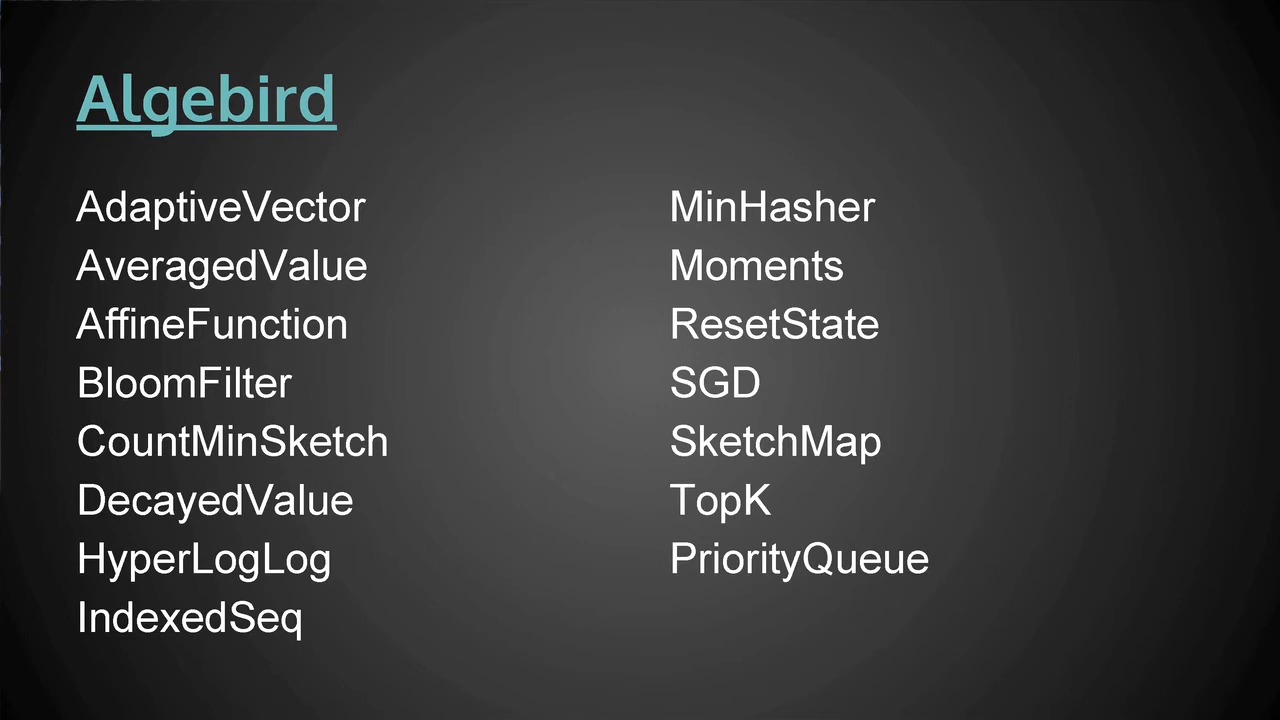 Algebird
AdaptiveVector
AveragedValue
AffineFunction
BloomFilter
CountMinSketch
DecayedValue
HyperLogLog
IndexedSeq
MinHasher
Moments
ResetState
SGD
SketchMap
TopK
PriorityQueue